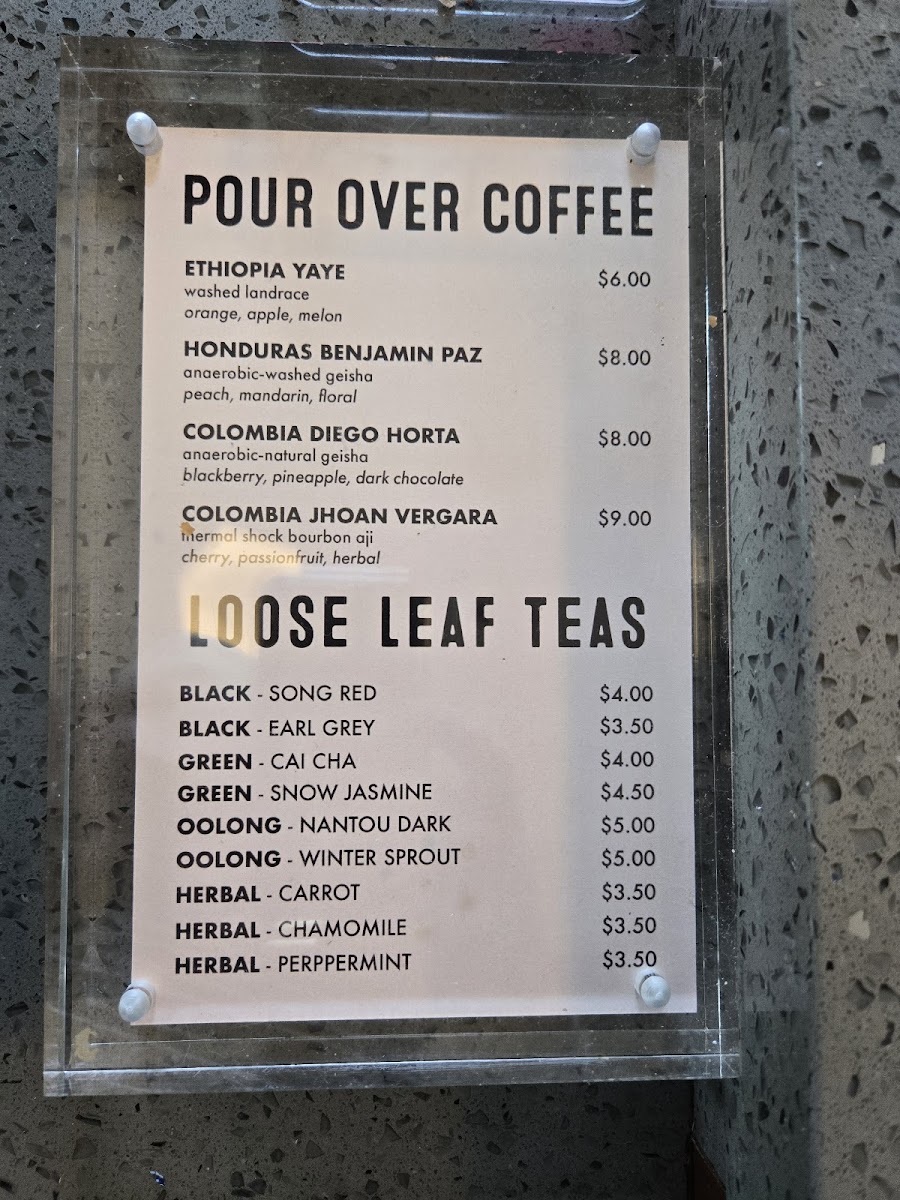 POUR OVER COFFEE
ETHIOPIA YAYE $6.00
washed landrace
orange, apple, melon
HONDURAS BENJAMIN PAZ $8.00
anaerobic-washed geisha
peach, mandarin, floral
COLOMBIA DIEGO HORTA $8.00
anaerobic-natural geisha
blackberry, pineapple, dark chocolate
COLOMBIA JHOAN VERGARA $9.00
thermal shock bourbon aji
cherry, passionfruit, herbal
LOOSE LEAF TEAS
BLACK - SONG RED $4.00
BLACK - EARL GREY $3.50
GREEN - CAI CHA $4.00
GREEN - SNOW JASMINE $4.50
OOLONG - NANTOU DARK $5.00
OOLONG - WINTER SPROUT $5.00
HERBAL - CARROT $3.50
HERBAL - CHAMOMILE $3.50
HERBAL - PERPPERMINT $3.50